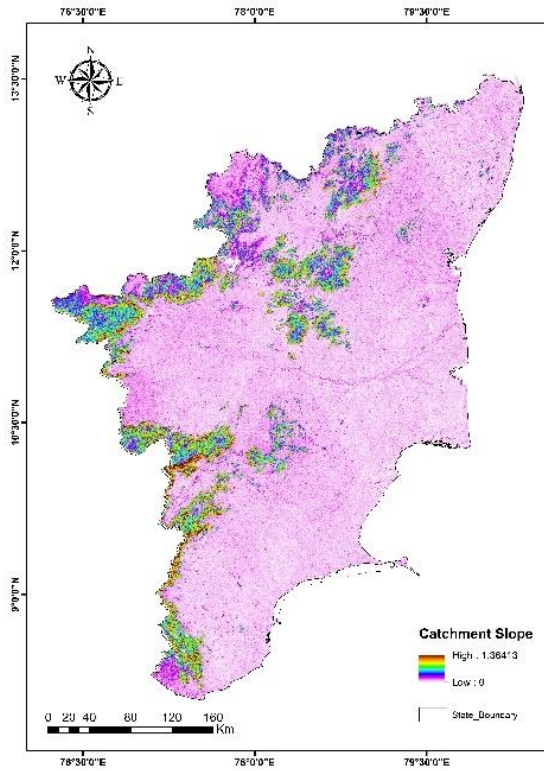 76°30'0"E 78°0'0"E 79°30'0"E
N
W E
S
13°30'0"N
12°0'0"N
10°30'0"N
9°0'0"N
Catchment Slope
High : 1.36413
Low : 0
State_Boundary
0 20 40 80 120 160
Km
76°30'0"E 78°0'0"E 79°30'0"E